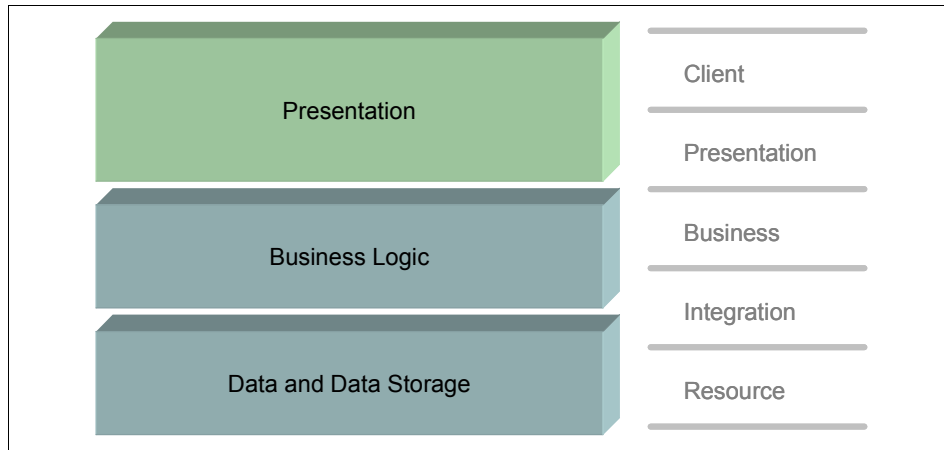 Presentation
Business Logic
Data and Data Storage
Client
Presentation
Business
Integration
Resource